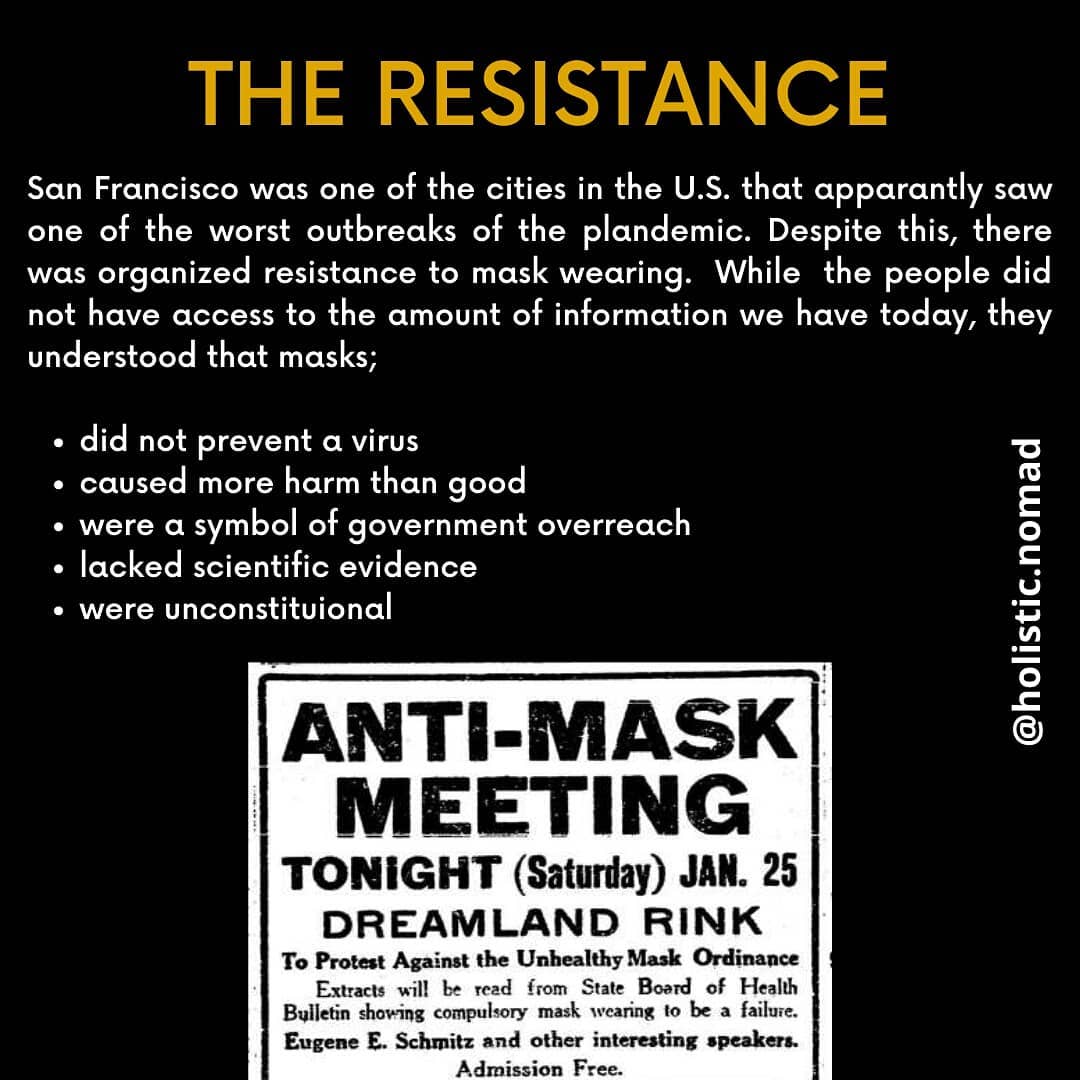 THE RESISTANCE
San Francisco was one of the cities in the U.S. that apparantly saw
one of the worst outbreaks of the plandemic. Despite this, there
was organized resistance to mask wearing. While the people did
not have access to the amount of information we have today, they
understood that masks;
• did not prevent a virus
• caused more harm than good
• were a symbol of government overreach
• lacked scientific evidence
• were unconstituional
@holistic.nomad
ANTI-MASK
MEETING
TONIGHT (Saturday) JAN. 25
DREAMLAND RINK
To Protest Against the Unhealthy Mask Ordinance
Extracts will be read from State Board of Health
Bulletin showing compulsory mask wearing to be a failure.
Eugene E. Schmitz and other interesting speakers.
Admission Free.